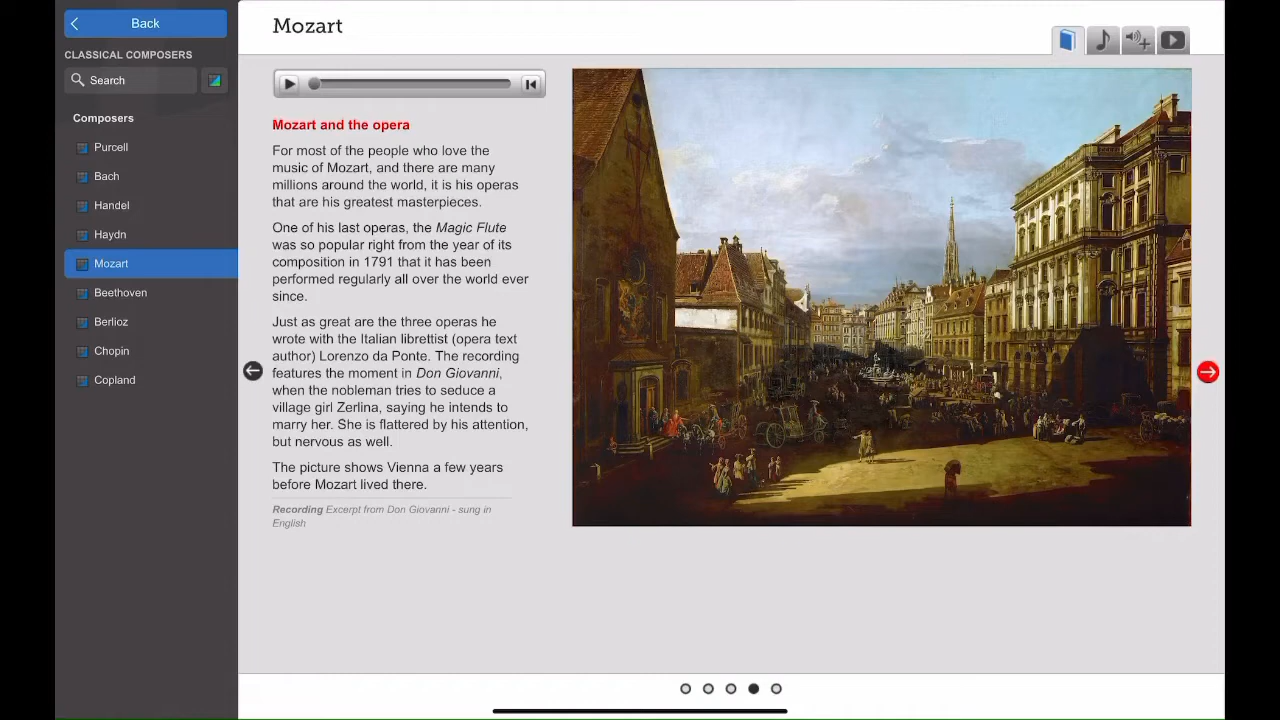 Back
CLASSICAL COMPOSERS
Search
Composers
Purcell
Bach
Handel
Haydn
Mozart
Beethoven
Berlioz
Chopin
Copland
Mozart
Mozart and the opera
For most of the people who love the
music of Mozart, and there are many
millions around the world, it is his operas
that are his greatest masterpieces.
One of his last operas, the Magic Flute
was so popular right from the year of its
composition in 1791 that it has been
performed regularly all over the world ever
since.
Just as great are the three operas he
wrote with the Italian librettist (opera text
author) Lorenzo da Ponte. The recording
features the moment in Don Giovanni,
when the nobleman tries to seduce a
village girl Zerlina, saying he intends to
marry her. She is flattered by his attention,
but nervous as well.
The picture shows Vienna a few years
before Mozart lived there.
Recording Excerpt from Don Giovanni - sung in
English